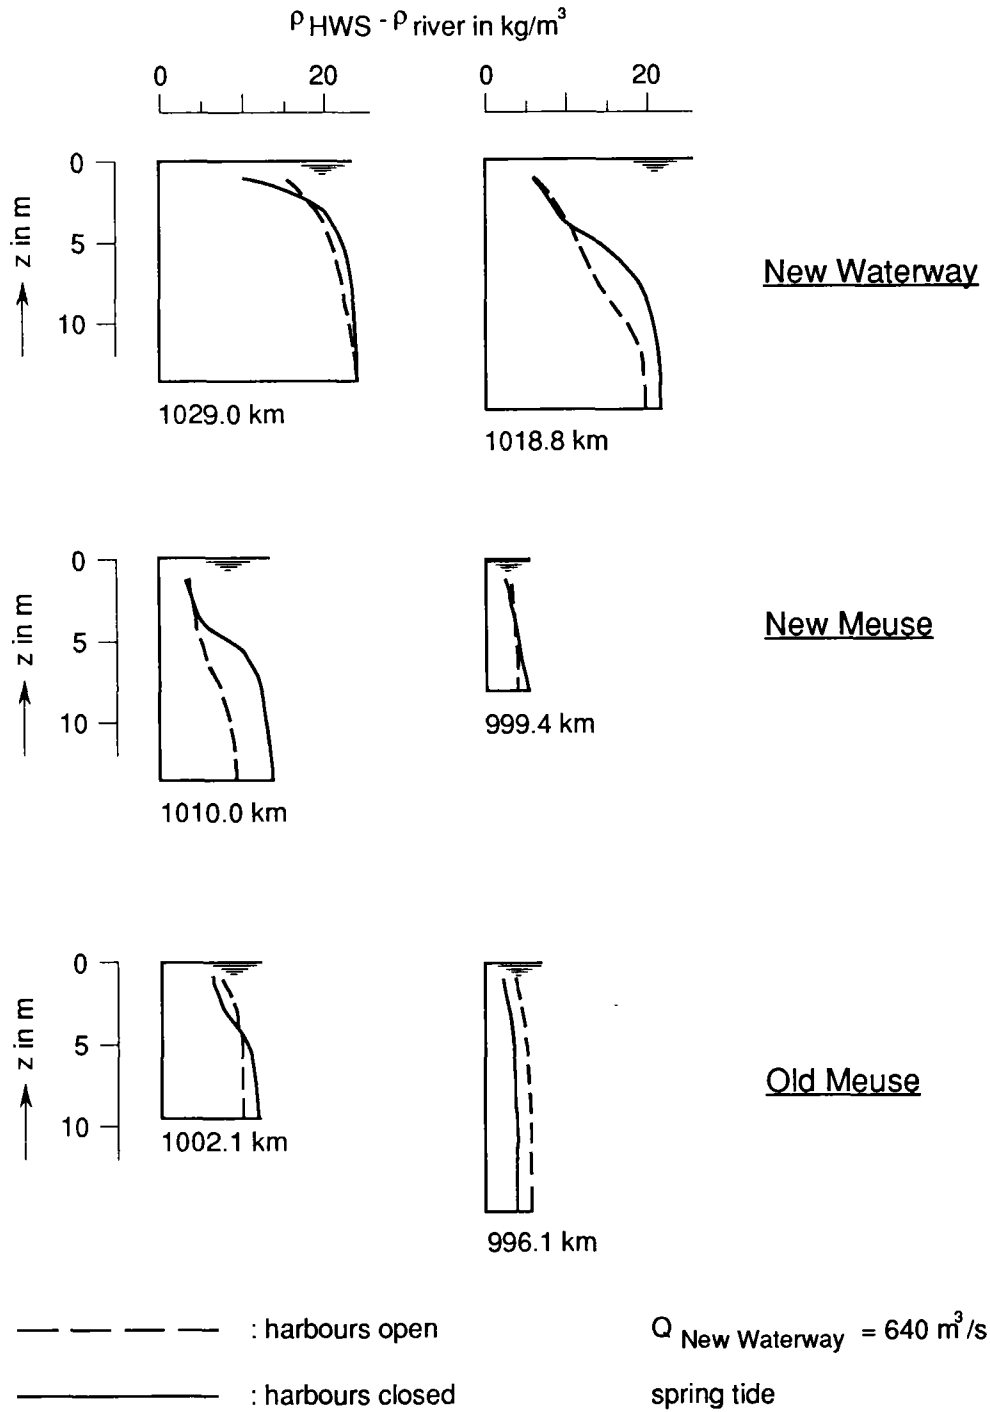 ρ HWS - ρ river in kg/m³
0 20 0 20
0
5
10
z in m
New Waterway
1029.0 km
1018.8 km
0
5
10
z in m
New Meuse
999.4 km
1010.0 km
0
5
10
z in m
Old Meuse
1002.1 km
996.1 km
: harbours open
Q New Waterway = 640 m³/s
: harbours closed
spring tide